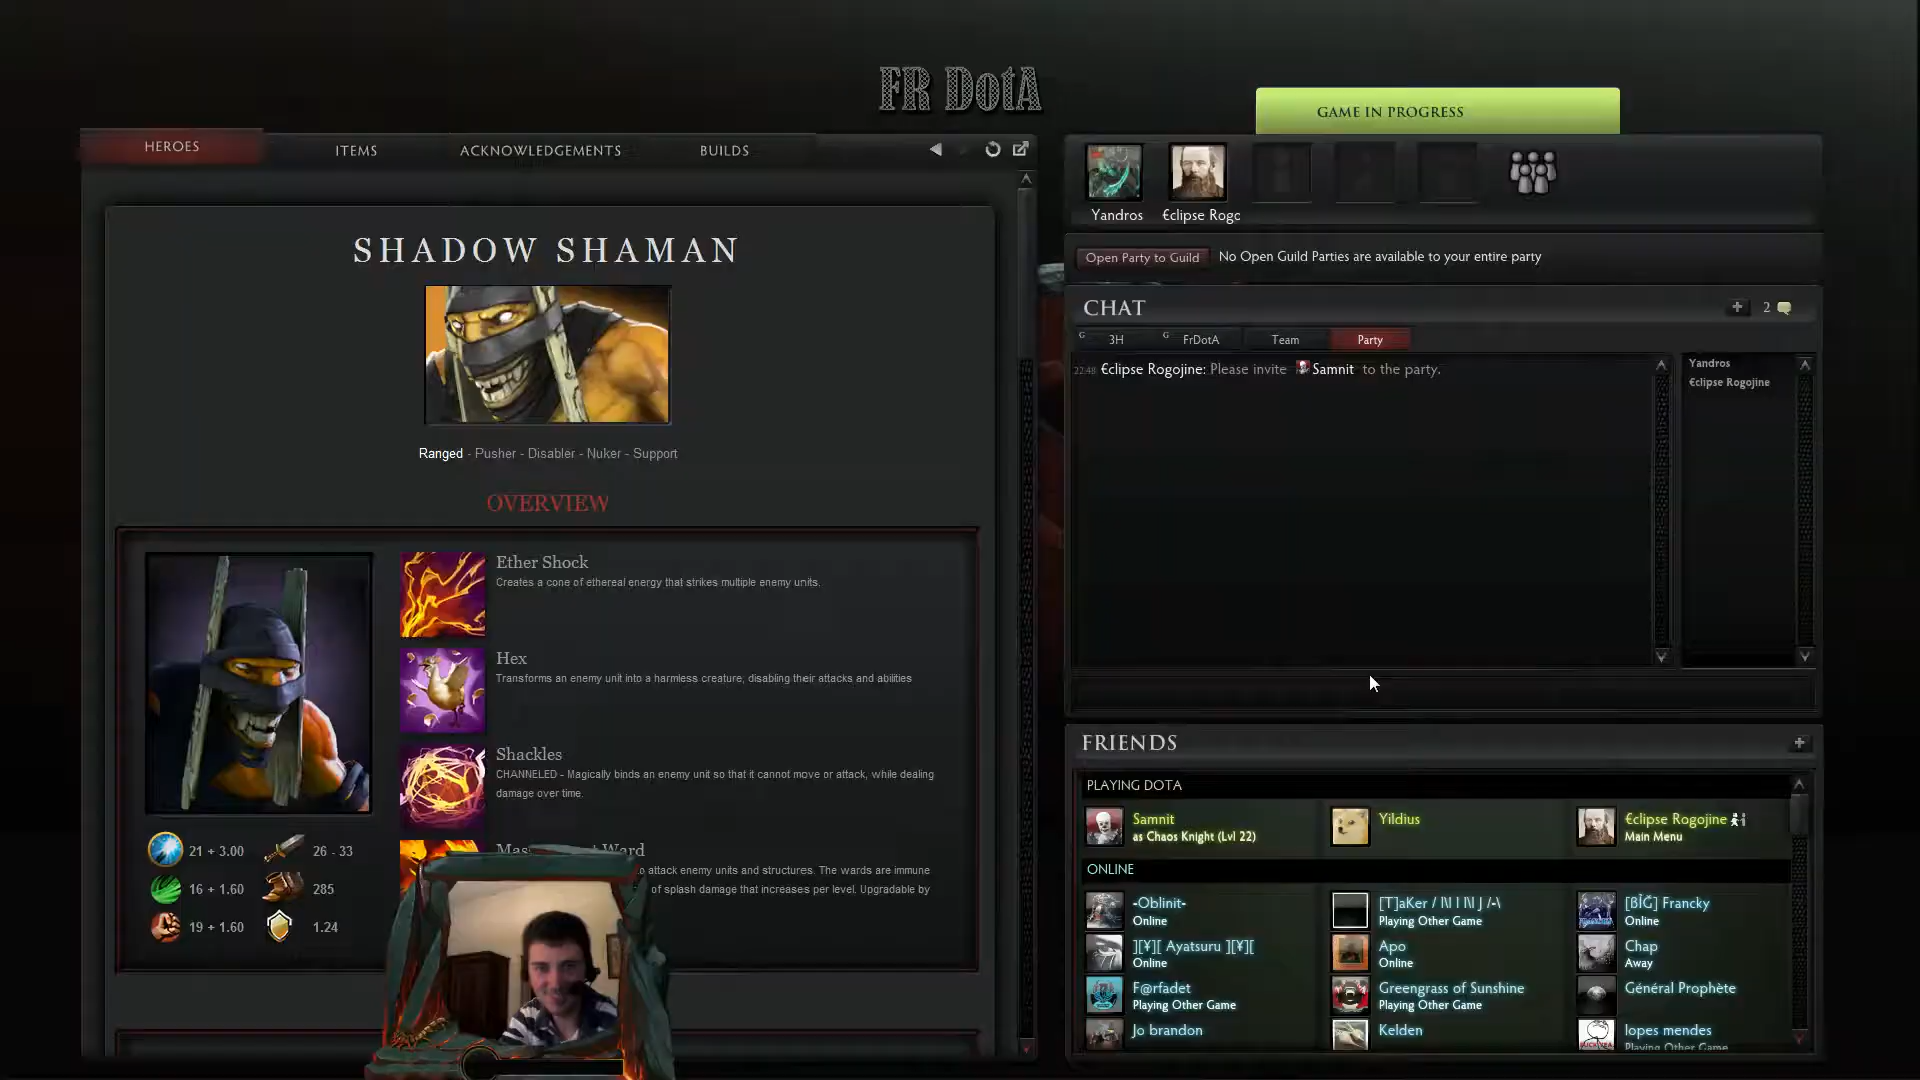 FR DotA
GAME IN PROGRESS
HEROES
ITEMS
ACKNOWLEDGEMENTS
BUILDS
SHADOW SHAMAN
Ranged - Pusher - Disabler - Nuker - Support
OVERVIEW
Ether Shock
Creates a cone of ethereal energy that strikes multiple enemy units.
Hex
Transforms an enemy unit into a harmless creature, disabling their attacks and abilities
Shackles
CHANNELED - Magically binds an enemy unit so that it cannot move or attack, while dealing
damage over time.
Ward
attack enemy units and structures. The wards are immune
of splash damage that increases per level. Upgradable by
21 + 3.00
26 - 33
16 + 1.60
285
19 + 1.60
1.24
Yandros
€clipse Rogc
Open Party to Guild
No Open Guild Parties are available to your entire party
CHAT
2
G 3H
G FrDotA
Team
Party
22:48 €clipse Rogojine: Please invite Samnit to the party.
Yandros
€clipse Rogojine
FRIENDS
PLAYING DOTA
Samnit
as Chaos Knight (Lvl 22)
Yildius
€clipse Rogojine
Main Menu
ONLINE
-Oblinit-
Online
Playing Other Game
[BỈĞ] Francky
Online
][¥][ Ayatsuru ][¥][
Online
Apo
Online
Chap
Away
F@rfadet
Playing Other Game
Greengrass of Sunshine
Playing Other Game
Général Prophète
Jo brandon
Kelden
lopes mendes
Playing Other Game